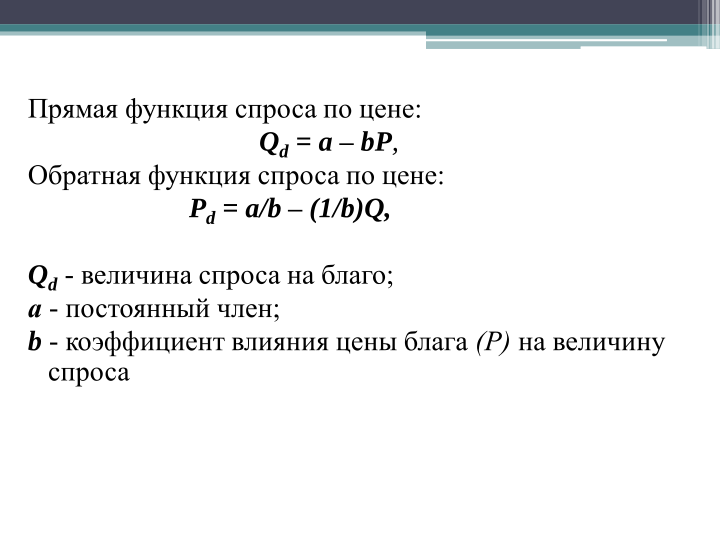 Прямая функция спроса по цене:
Qd = a – bP,
Обратная функция спроса по цене:
Pd = a/b – (1/b)Q,
Qd - величина спроса на благо;
a - постоянный член;
b - коэффициент влияния цены блага (P) на величину
спроса